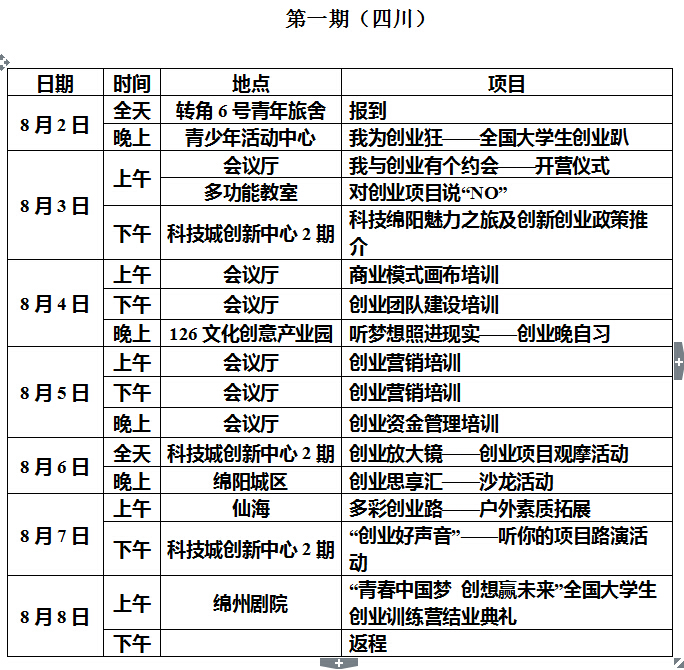 第一期（四川）
日期 时间 地点 项目
8月2日 全天 转角6号青年旅舍 报到
晚上 青少年活动中心 我为创业狂——全国大学生创业趴
8月3日 上午 会议厅 我与创业有个约会——开营仪式
多功能教室 对创业项目说“NO”
下午 科技城创新中心2期 科技绵阳魅力之旅及创新创业政策推
介
8月4日 上午 会议厅 商业模式画布培训
下午 会议厅 创业团队建设培训
晚上 126文化创意产业园 听梦想照进现实——创业晚自习
8月5日 上午 会议厅 创业营销培训
下午 会议厅 创业营销培训
晚上 会议厅 创业资金管理培训
8月6日 全天 科技城创新中心2期 创业放大镜——创业项目观摩活动
晚上 绵阳城区 创业思享汇——沙龙活动
8月7日 上午 仙海 多彩创业路——户外素质拓展
下午 科技城创新中心2期 “创业好声音”——听你的项目路演活
动
8月8日 上午 绵州剧院 “青春中国梦 创想赢未来”全国大学生
创业训练营结业典礼
下午 返程